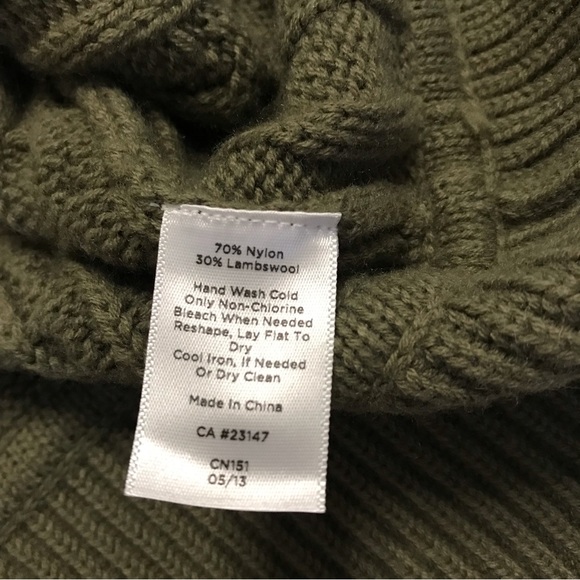 70% Nylon
30% Lambswool
Hand Wash Cold
Only Non-Chlorine
Bleach When Needed
Reshape, Lay Flat To
Dry
Cool Iron, If Needed
Or Dry Clean
Made In China
CA #23147
CN151
05/13